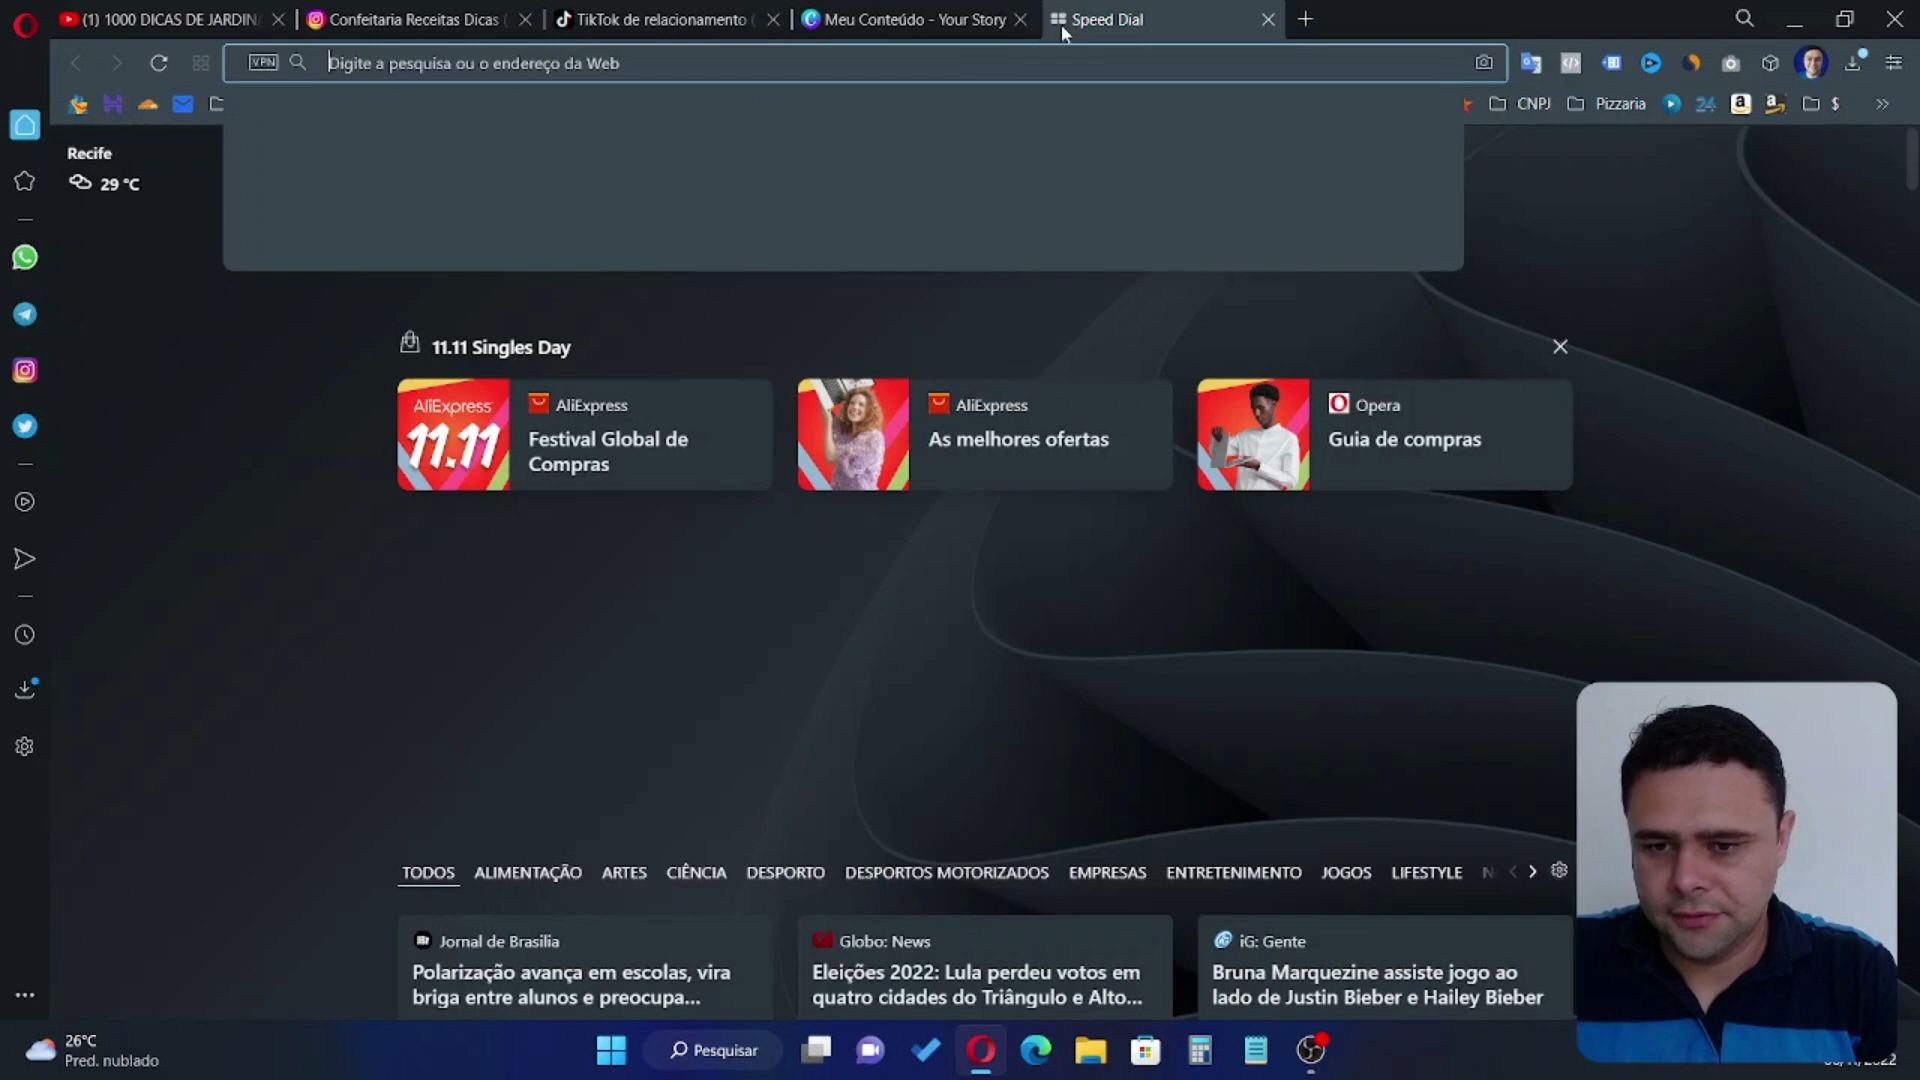 (1) 1000 DICAS DE JARDINA
Confeitaria Receitas Dicas (
TikTok de relacionamento (
Meu Conteúdo - Your Story
Speed Dial
VPN
Digite a pesquisa ou o endereço da Web
CNPJ
Pizzaria
24
$
Recife
29 °C
11.11 Singles Day
AliExpress
11.11
AliExpress
Festival Global de
Compras
AliExpress
As melhores ofertas
Opera
Guia de compras
TODOS
ALIMENTAÇÃO
ARTES
CIÊNCIA
DESPORTO
DESPORTOS MOTORIZADOS
EMPRESAS
ENTRETENIMENTO
JOGOS
LIFESTYLE
N
Jornal de Brasilia
Polarização avança em escolas, vira
briga entre alunos e preocupa...
Globo: News
Eleições 2022: Lula perdeu votos em
quatro cidades do Triângulo e Alto...
iG: Gente
Bruna Marquezine assiste jogo ao
lado de Justin Bieber e Hailey Bieber
26°C
Pred. nublado
Pesquisar